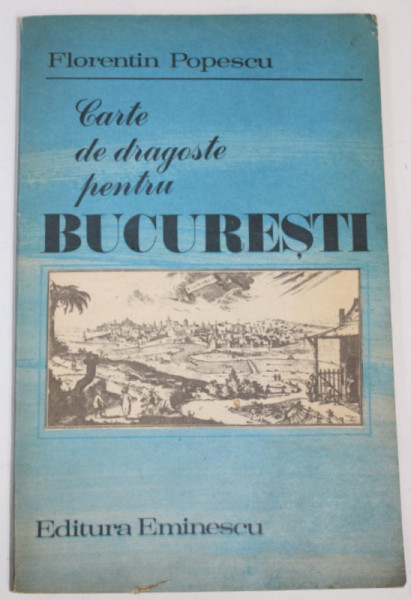 Florentin Popescu
Carte
de dragoste
pentru
BUCUREȘTI
Editura Eminescu